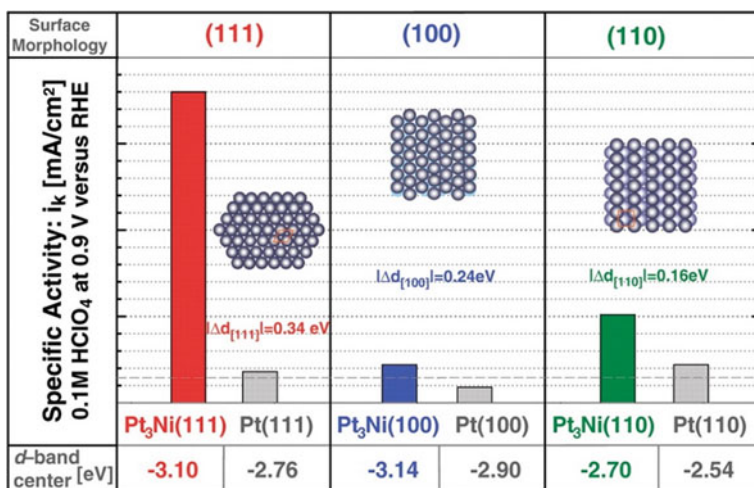 Surface
Morphology
(111)
(100)
(110)
Specific Activity: iₖ [mA/cm²]
0.1M HClO₄ at 0.9 V versus RHE
|Δd[111]|=0.34 eV
|Δd[100]|=0.24eV
|Δd[110]|=0.16eV
Pt₃Ni(111)
Pt(111)
Pt₃Ni(100)
Pt(100)
Pt₃Ni(110)
Pt(110)
d–band
center [eV]
-3.10
-2.76
-3.14
-2.90
-2.70
-2.54